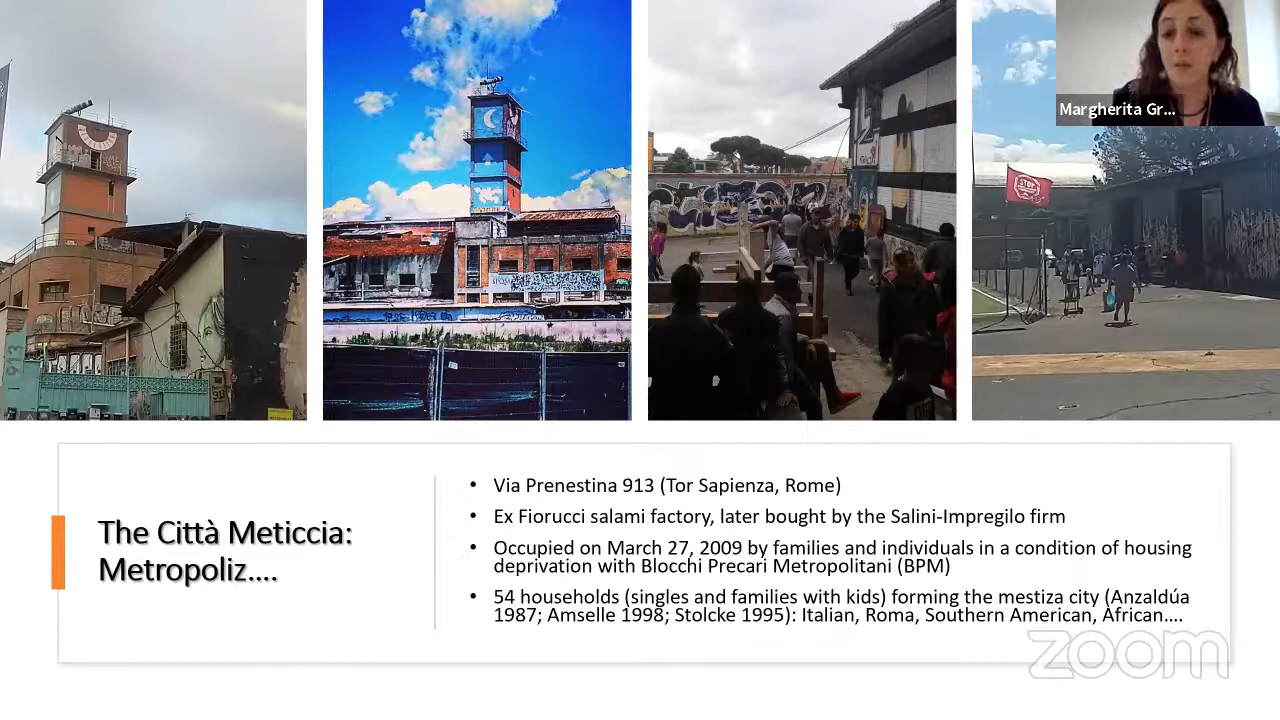 Margherita Gr...
STOP
913
The Città Meticcia:
Metropoliz....
• Via Prenestina 913 (Tor Sapienza, Rome)
• Ex Fiorucci salami factory, later bought by the Salini-Impregilo firm
• Occupied on March 27, 2009 by families and individuals in a condition of housing
deprivation with Blocchi Precari Metropolitani (BPM)
• 54 households (singles and families with kids) forming the mestiza city (Anzaldúa
1987; Amselle 1998; Stolcke 1995): Italian, Roma, Southern American, African....
zoom